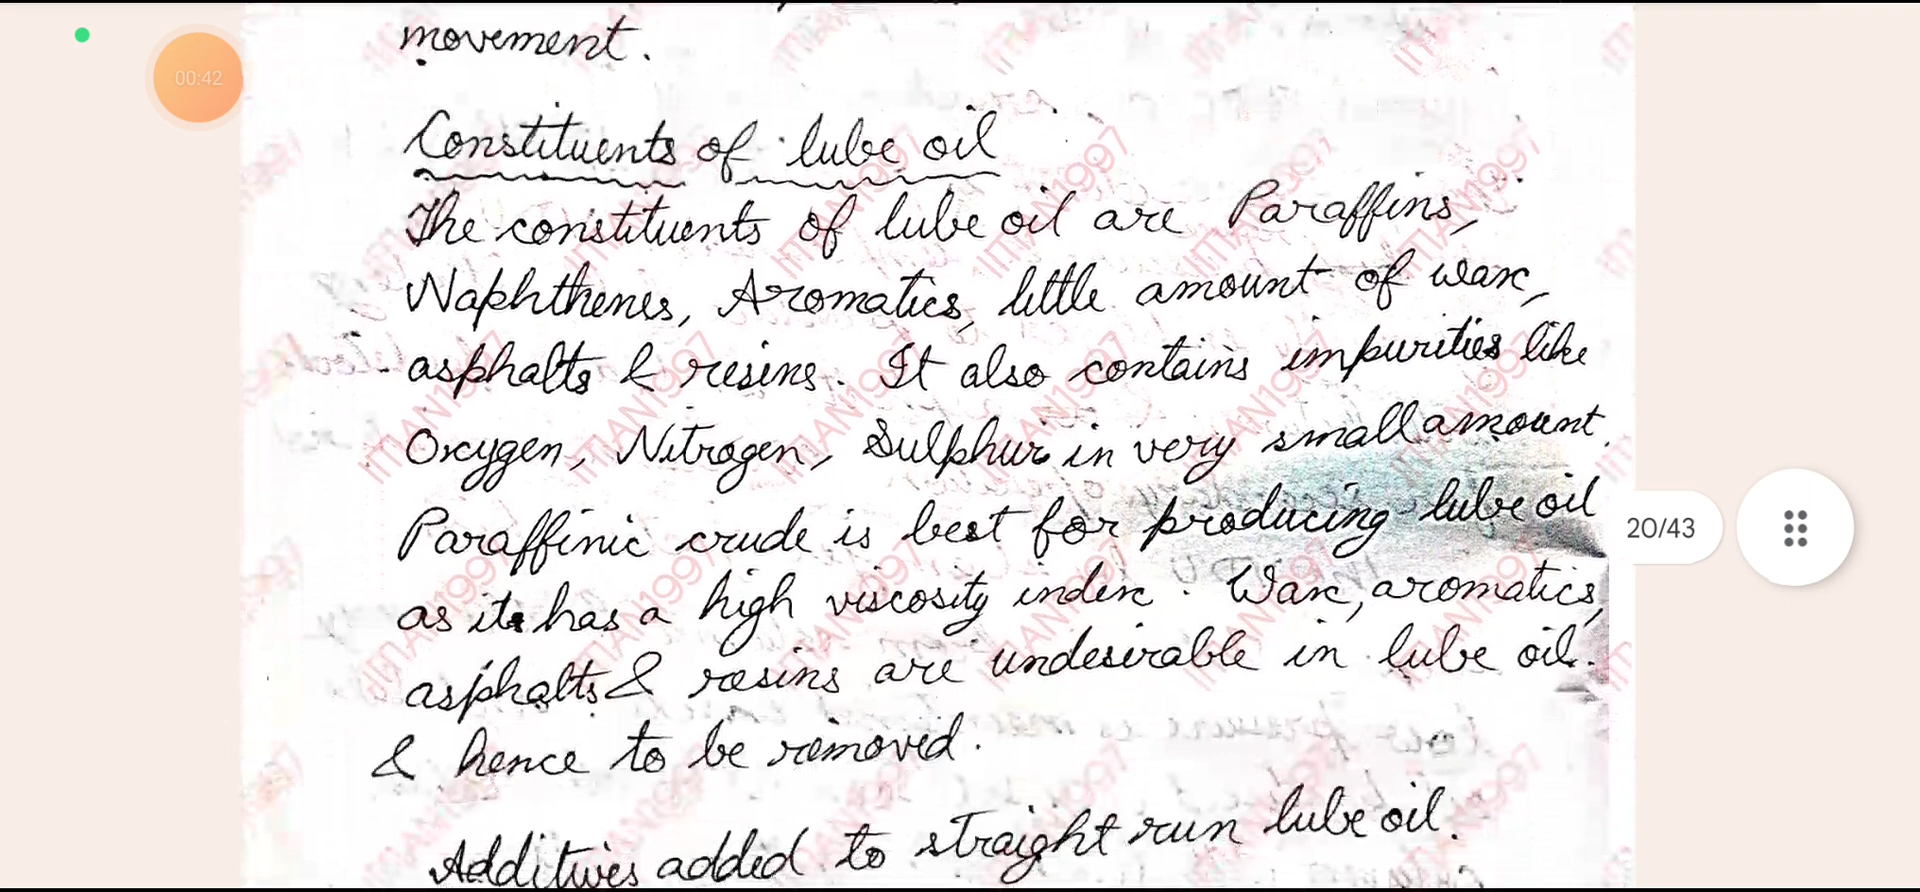 movement.
00:42
Constituents of lube oil
The constituents of lube oil are Paraffins,
Naphthenes, Aromatics, little amount of wax,
asphalts & resins. It also contains impurities like
Oxygen, Nitrogen, Sulphur in very small amount.
Paraffinic crude is best for producing lube oil
20/43
as it has a high viscosity index. Wax, aromatics,
asphalts & resins are undesirable in lube oil.
& hence to be removed.
Additives added to straight run lube oil.